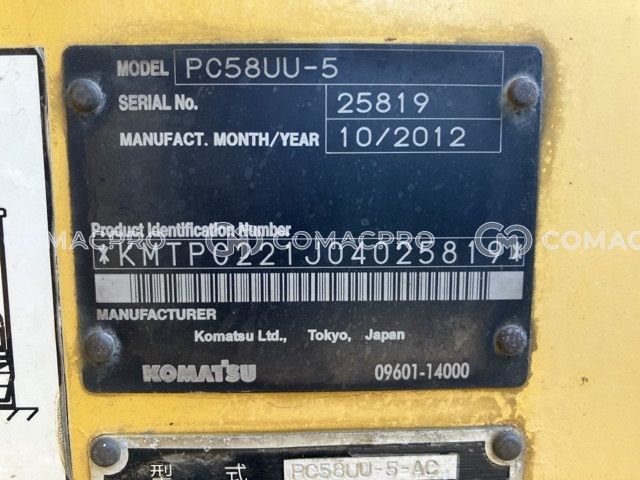 MODEL PC58UU-5
SERIAL No. 25819
MANUFACT. MONTH/YEAR 10/2012
Product Identification Number
*KMTPC221J04025819*
COMACPRO COMACPRO COMAC
MANUFACTURER
Komatsu Ltd., Tokyo, Japan
KOMATSU 09601-14000
型 式 PC58UU-5-AC